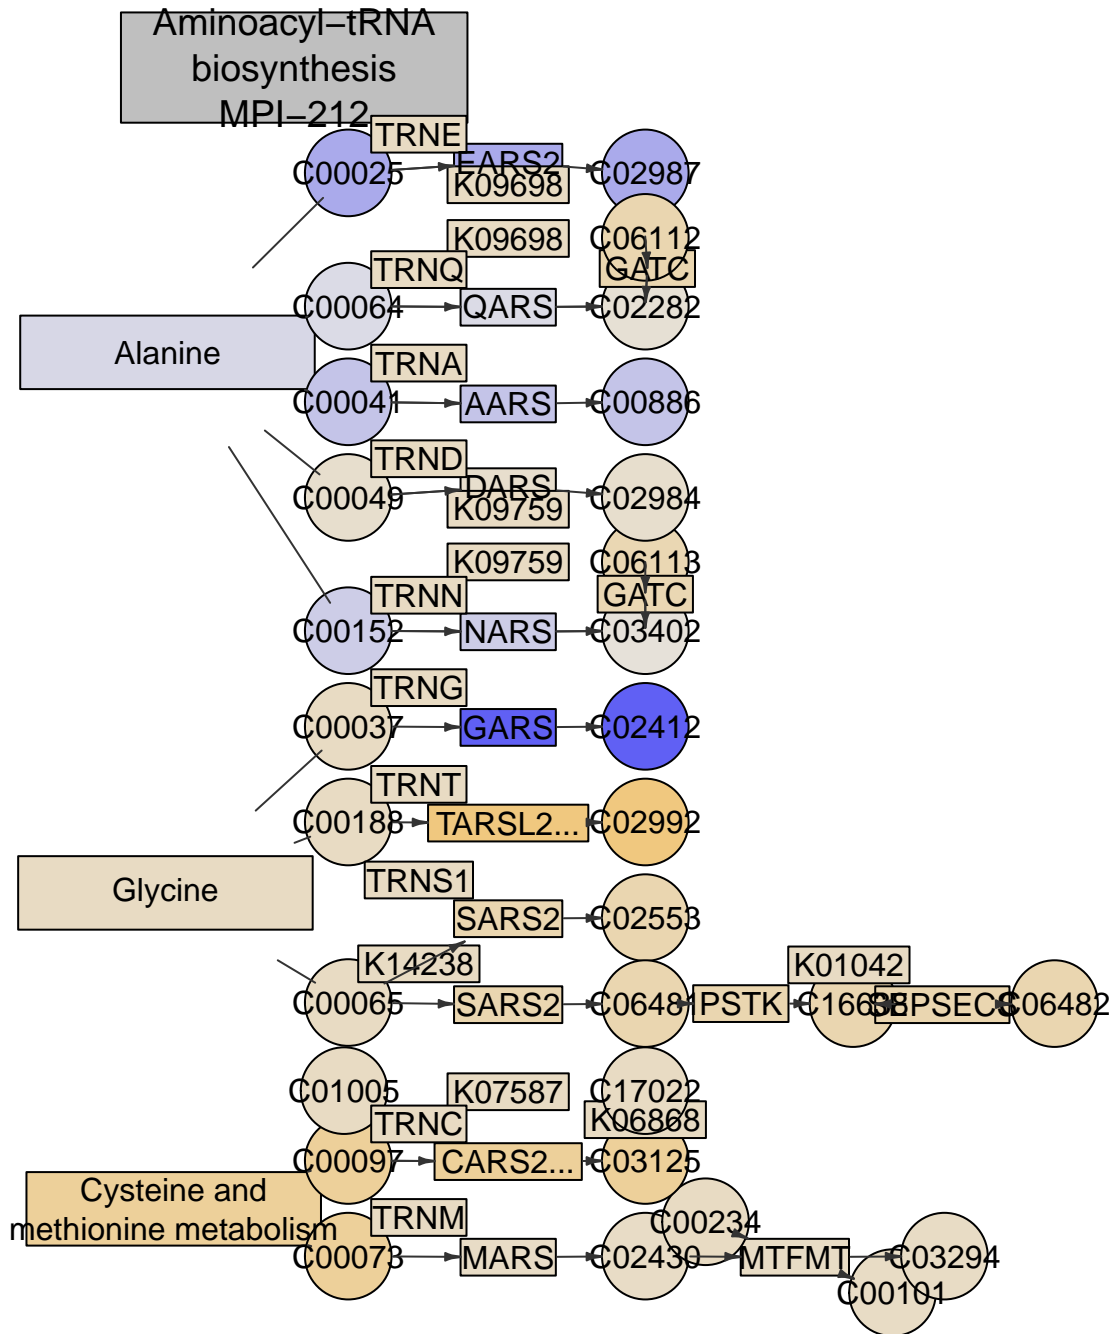 Aminoacyl−tRNA
biosynthesis
MPI−212
TRNE
C00025
EARS2
K09698
C02987
K09698
C06112
TRNQ
GATC
C00064
QARS
C02282
Alanine
TRNA
C00041
AARS
C00886
TRND
C00049
DARS
K09759
C02984
K09759
C06113
TRNN
GATC
C00152
NARS
C03402
TRNG
C00037
GARS
C02412
TRNT
C00188
TARSL2...
C02992
Glycine
TRNS1
SARS2
C02553
K14238
K01042
C00065
SARS2
C06481
PSTK
SEPSECS
C06482
C01005
K07587
C17022
TRNC
K06868
C00097
CARS2...
C03125
Cysteine and
methionine metabolism
TRNM
C00234
C00073
MARS
C02430
MTFMT
C03294
C00101